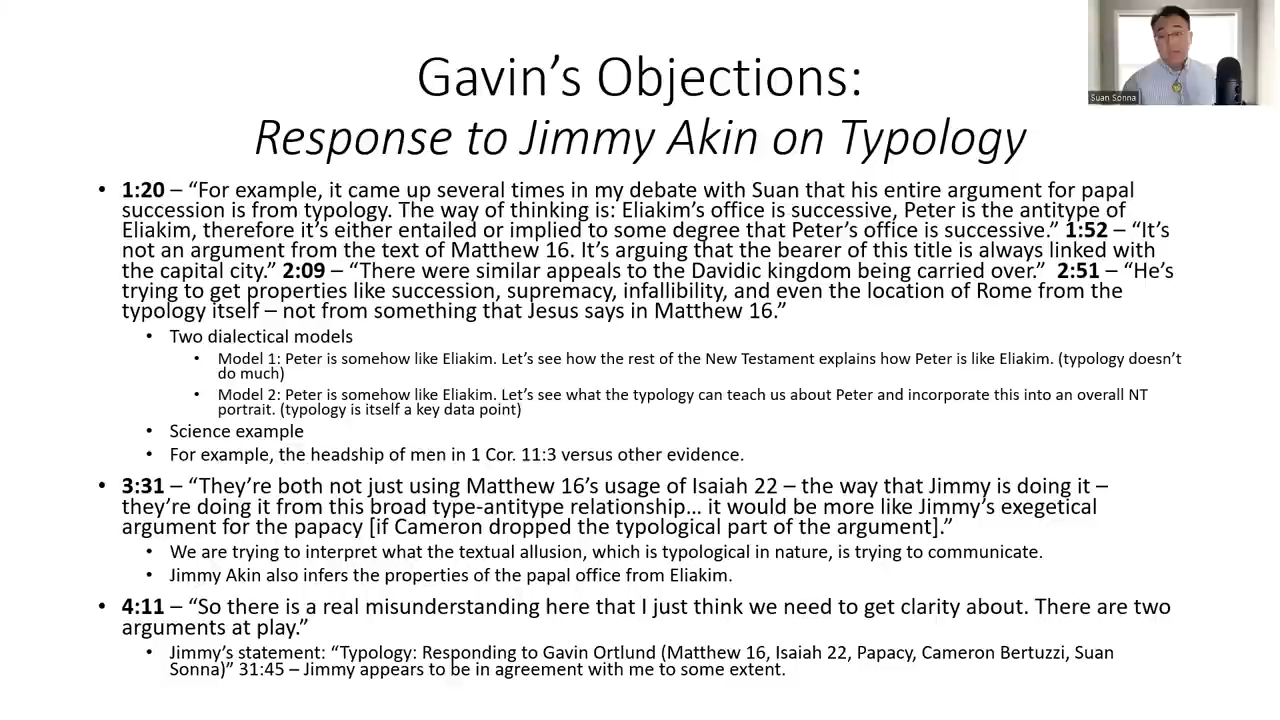 Gavin’s Objections:
Response to Jimmy Akin on Typology
Suan Sonna
• 1:20 – “For example, it came up several times in my debate with Suan that his entire argument for papal
succession is from typology. The way of thinking is: Eliakim’s office is successive, Peter is the antitype of
Eliakim, therefore it’s either entailed or implied to some degree that Peter’s office is successive.” 1:52 – “It’s
not an argument from the text of Matthew 16. It’s arguing that the bearer of this title is always linked with
the capital city.” 2:09 – “There were similar appeals to the Davidic kingdom being carried over.” 2:51 – “He’s
trying to get properties like succession, supremacy, infallibility, and even the location of Rome from the
typology itself – not from something that Jesus says in Matthew 16.”
• Two dialectical models
• Model 1: Peter is somehow like Eliakim. Let’s see how the rest of the New Testament explains how Peter is like Eliakim. (typology doesn’t
do much)
• Model 2: Peter is somehow like Eliakim. Let’s see what the typology can teach us about Peter and incorporate this into an overall NT
portrait. (typology is itself a key data point)
• Science example
• For example, the headship of men in 1 Cor. 11:3 versus other evidence.
• 3:31 – “They’re both not just using Matthew 16’s usage of Isaiah 22 – the way that Jimmy is doing it –
they’re doing it from this broad type-antitype relationship… it would be more like Jimmy’s exegetical
argument for the papacy [if Cameron dropped the typological part of the argument].”
• We are trying to interpret what the textual allusion, which is typological in nature, is trying to communicate.
• Jimmy Akin also infers the properties of the papal office from Eliakim.
• 4:11 – “So there is a real misunderstanding here that I just think we need to get clarity about. There are two
arguments at play.”
• Jimmy’s statement: “Typology: Responding to Gavin Ortlund (Matthew 16, Isaiah 22, Papacy, Cameron Bertuzzi, Suan
Sonna)” 31:45 – Jimmy appears to be in agreement with me to some extent.